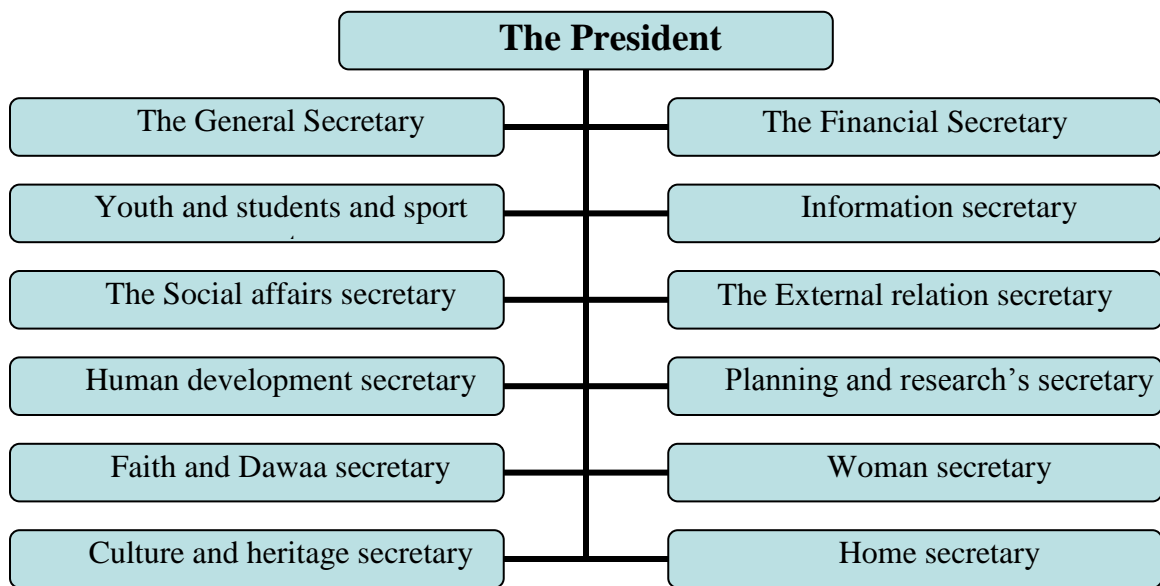 The President
The General Secretary
The Financial Secretary
Youth and students and sport
Information secretary
The Social affairs secretary
The External relation secretary
Human development secretary
Planning and research’s secretary
Faith and Dawaa secretary
Woman secretary
Culture and heritage secretary
Home secretary